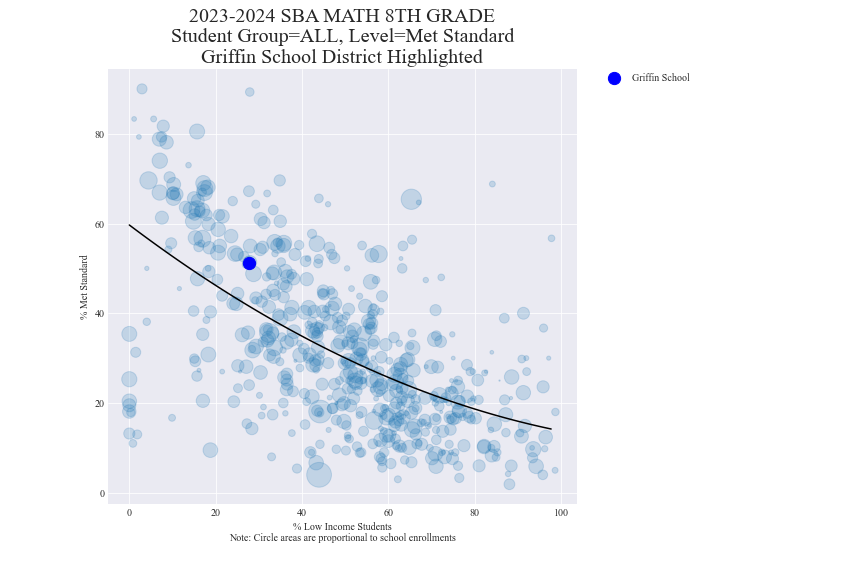 2023-2024 SBA MATH 8TH GRADE
Student Group=ALL, Level=Met Standard
Griffin School District Highlighted
Griffin School
80
60
40
20
0
% Met Standard
0 20 40 60 80 100
% Low Income Students
Note: Circle areas are proportional to school enrollments